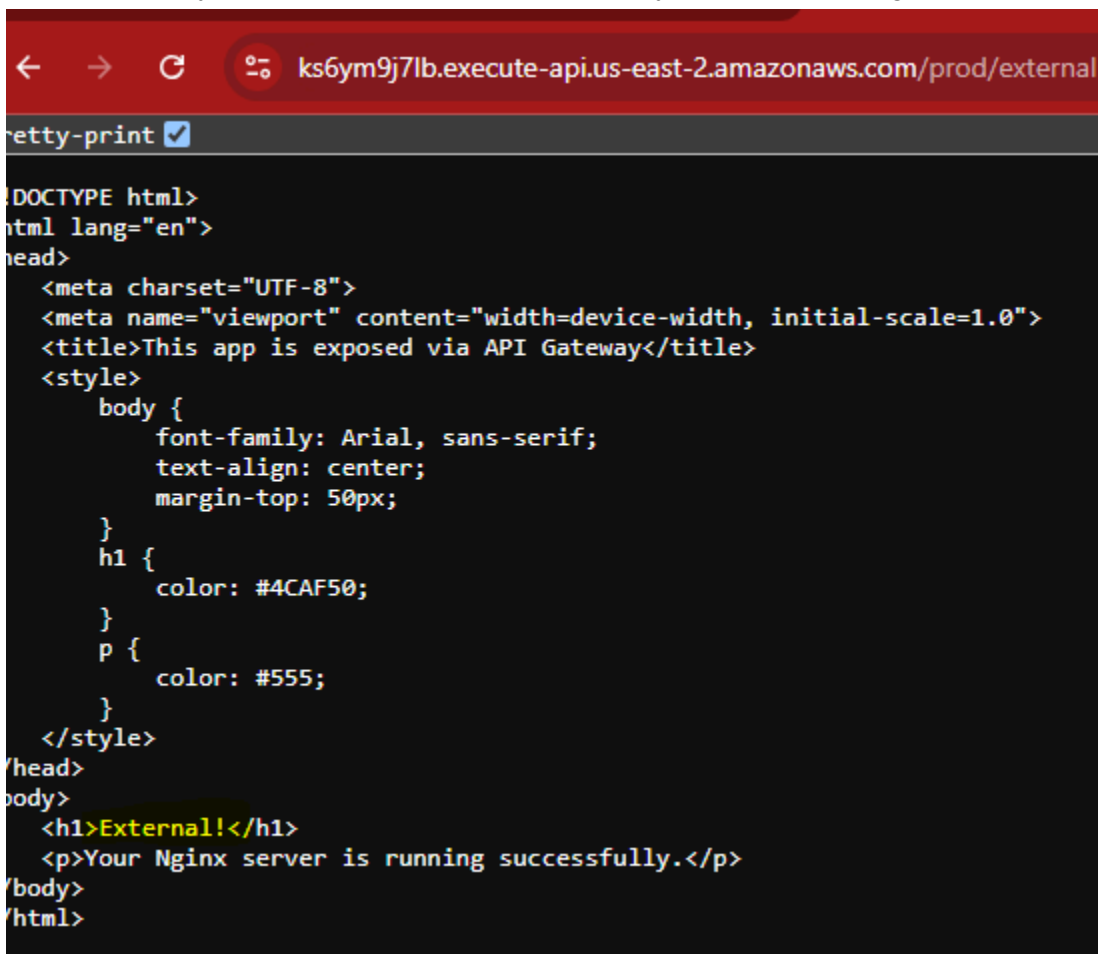 ks6ym9j7lb.execute-api.us-east-2.amazonaws.com/prod/external
retty-print
!DOCTYPE html>
html lang="en">
head>
<meta charset="UTF-8">
<meta name="viewport" content="width=device-width, initial-scale=1.0">
<title>This app is exposed via API Gateway</title>
<style>
body {
font-family: Arial, sans-serif;
text-align: center;
margin-top: 50px;
}
h1 {
color: #4CAF50;
}
p {
color: #555;
}
</style>
/head>
body>
<h1>External!</h1>
<p>Your Nginx server is running successfully.</p>
/body>
/html>